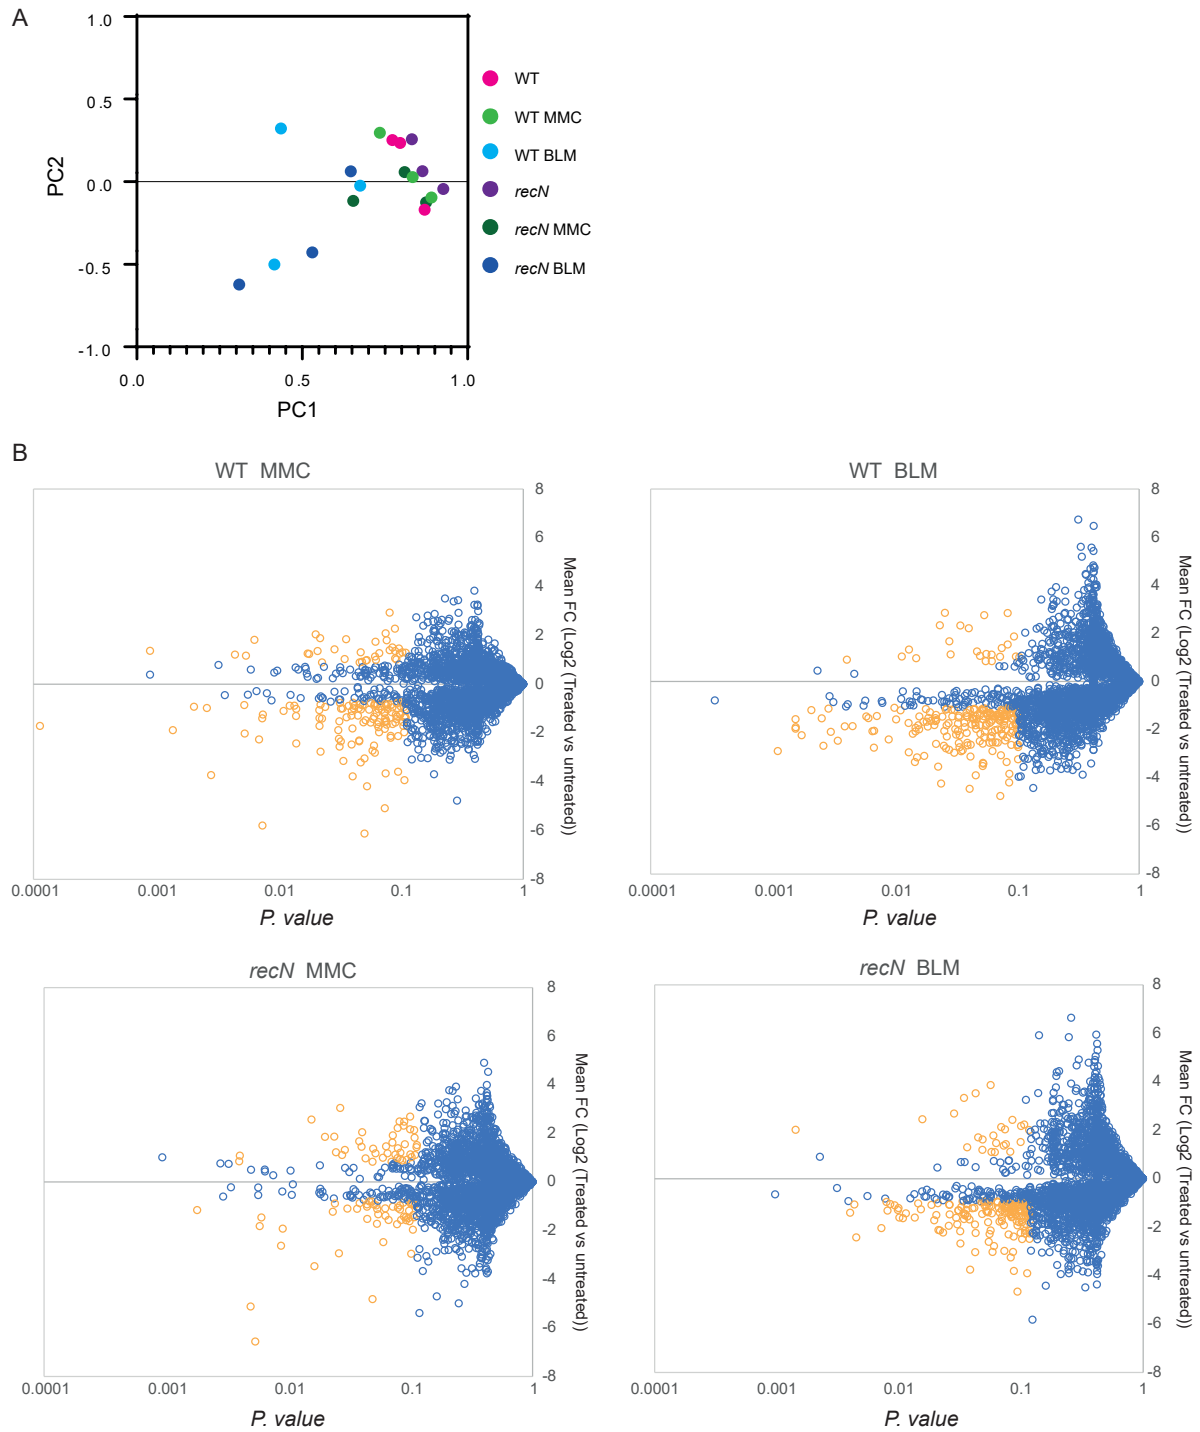 A
1.0
0.5
0.0
-0.5
-1.0
PC2
0.0
0.5
1.0
PC1
WT
WT MMC
WT BLM
recN
recN MMC
recN BLM
B
WT MMC
8
6
4
2
0
-2
-4
-6
-8
Mean FC (Log2 (Treated vs untreated))
0.0001
0.001
0.01
0.1
1
P. value
WT BLM
8
6
4
2
0
-2
-4
-6
-8
Mean FC (Log2 (Treated vs untreated))
0.0001
0.001
0.01
0.1
1
P. value
recN MMC
8
6
4
2
0
-2
-4
-6
-8
Mean FC (Log2 (Treated vs untreated))
0.0001
0.001
0.01
0.1
1
P. value
recN BLM
8
6
4
2
0
-2
-4
-6
-8
Mean FC (Log2 (Treated vs untreated))
0.0001
0.001
0.01
0.1
1
P. value